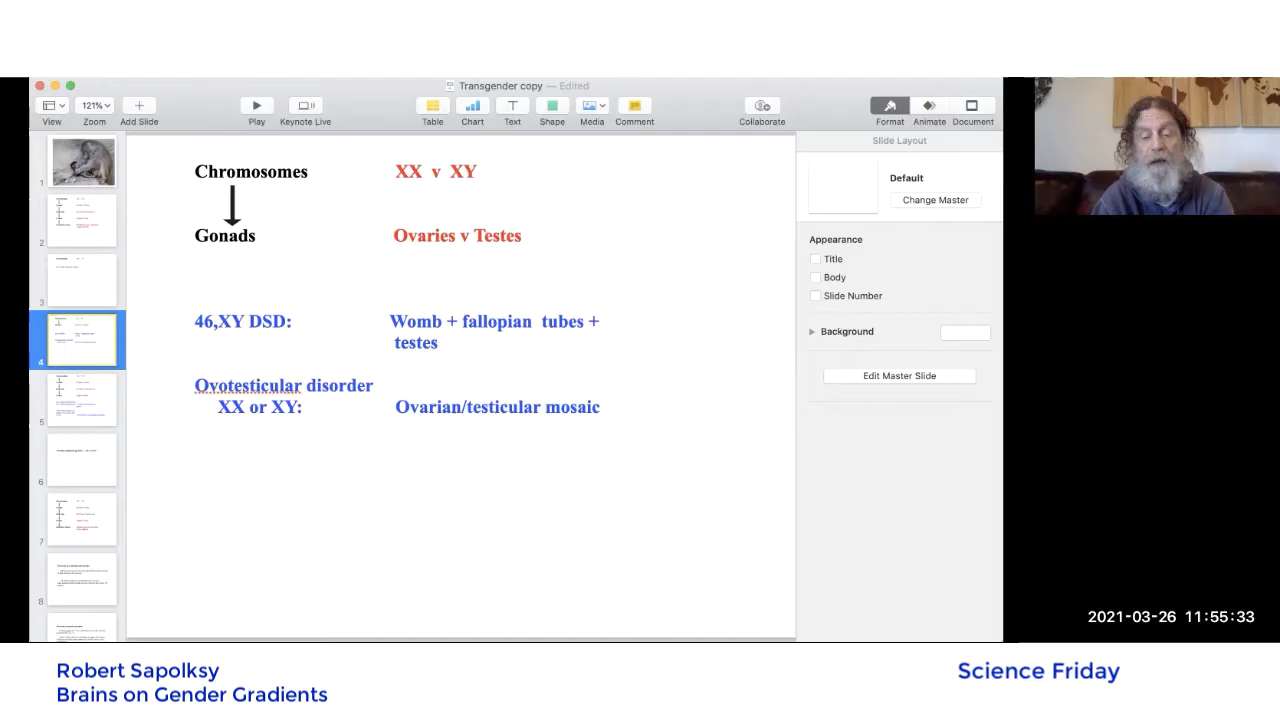 Transgender copy — Edited
121%
View Zoom Add Slide Play Keynote Live Table Chart Text Shape Media Comment Collaborate Format Animate Document
Slide Layout
Default
Change Master
Appearance
Title
Body
Slide Number
Background
Edit Master Slide
1
2
3
4
5
6
7
8
Chromosomes XX v XY
Gonads Ovaries v Testes
46,XY DSD: Womb + fallopian tubes +
testes
Ovotesticular disorder
XX or XY: Ovarian/testicular mosaic
2021-03-26 11:55:33
Robert Sapolksy
Brains on Gender Gradients
Science Friday